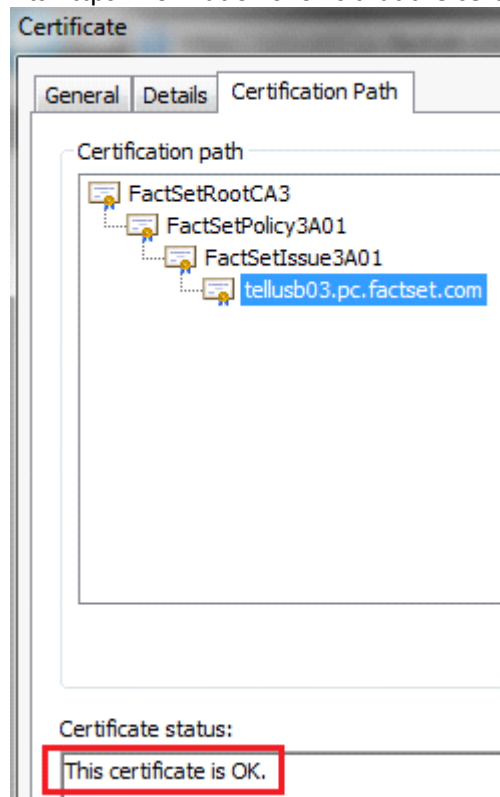 Certificate
General Details Certification Path
Certification path
FactSetRootCA3
FactSetPolicy3A01
FactSetIssue3A01
tellusb03.pc.factset.com
Certificate status:
This certificate is OK.